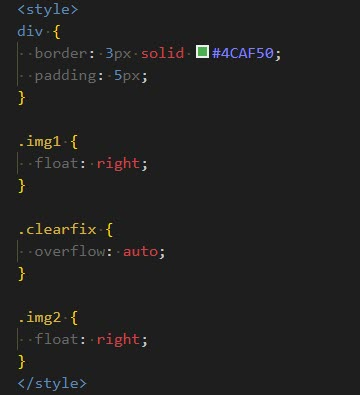 <style>
div {
  border: 3px solid #4CAF50;
  padding: 5px;
}

.img1 {
  float: right;
}

.clearfix {
  overflow: auto;
}

.img2 {
  float: right;
}
</style>